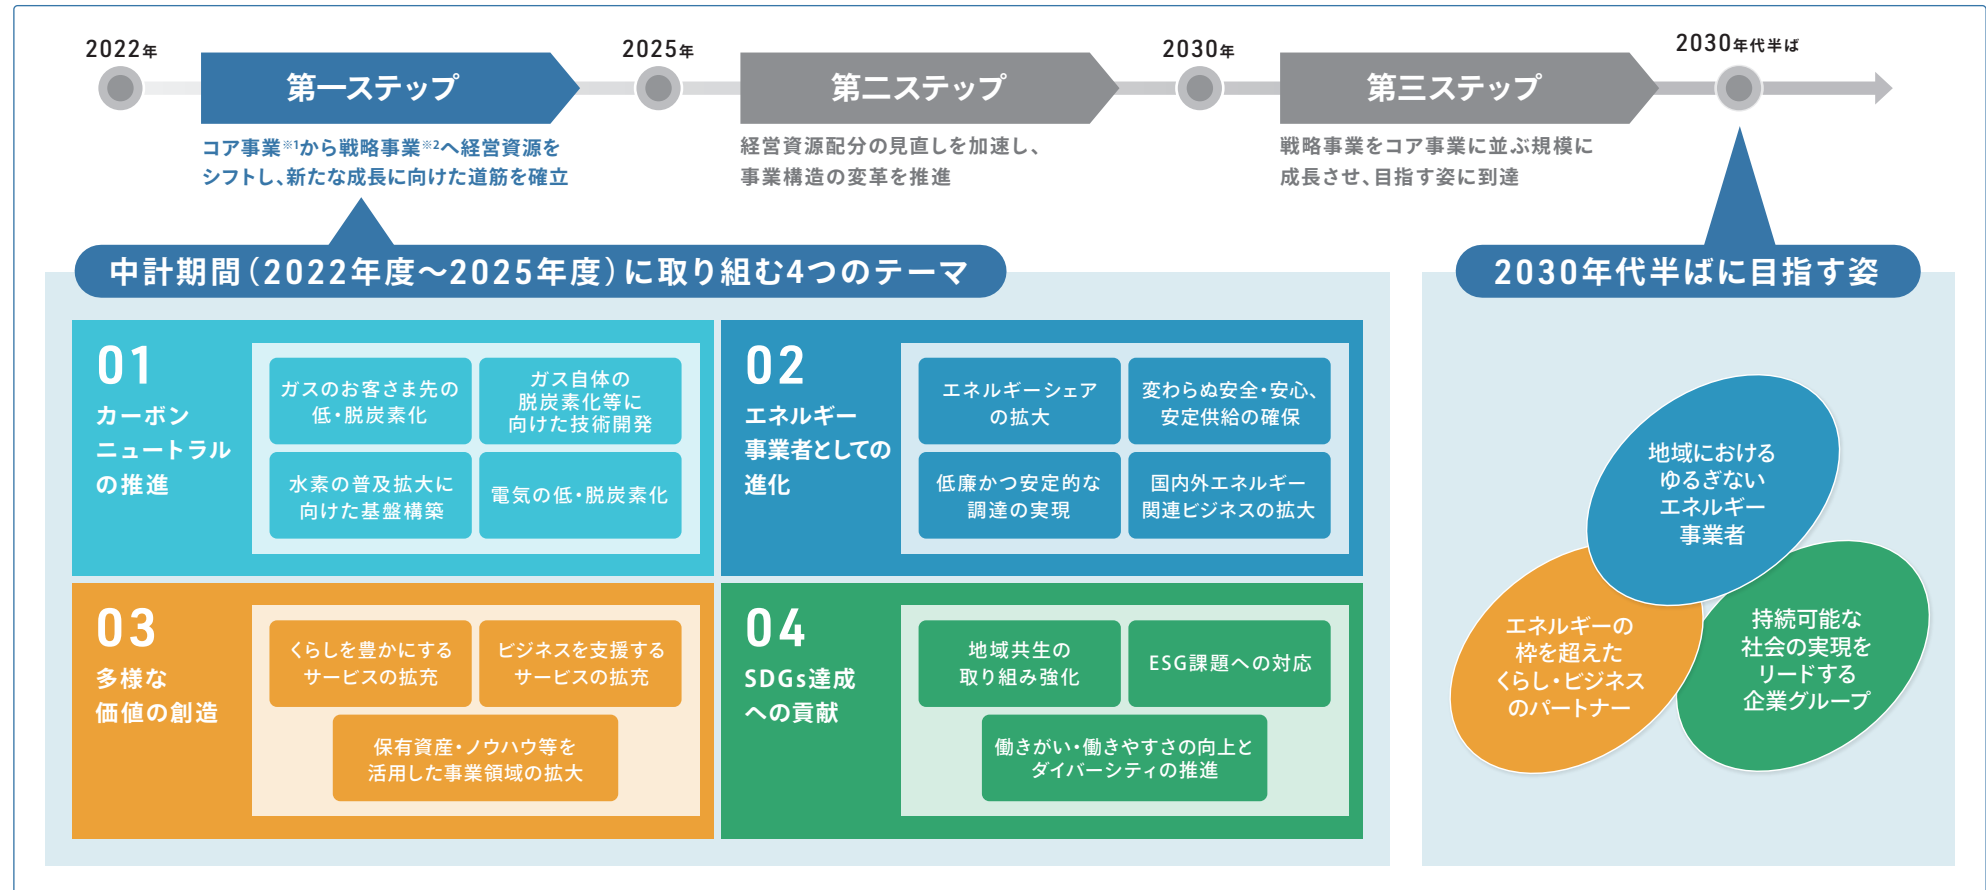 2022年
2025年
2030年
2030年代半ば
第一ステップ
第二ステップ
第三ステップ
コア事業※1から戦略事業※2へ経営資源を
シフトし、新たな成長に向けた道筋を確立
経営資源配分の見直しを加速し、
事業構造の変革を推進
戦略事業をコア事業に並ぶ規模に
成長させ、目指す姿に到達
中計期間（2022年度～2025年度）に取り組む4つのテーマ
01
カーボン
ニュートラル
の推進
ガスのお客さま先の
低・脱炭素化
ガス自体の
脱炭素化等に
向けた技術開発
水素の普及拡大に
向けた基盤構築
電気の低・脱炭素化
02
エネルギー
事業者としての
進化
エネルギーシェア
の拡大
変わらぬ安全・安心、
安定供給の確保
低廉かつ安定的な
調達の実現
国内外エネルギー
関連ビジネスの拡大
03
多様な
価値の創造
くらしを豊かにする
サービスの拡充
ビジネスを支援する
サービスの拡充
保有資産・ノウハウ等を
活用した事業領域の拡大
04
SDGs達成
への貢献
地域共生の
取り組み強化
ESG課題への対応
働きがい・働きやすさの向上と
ダイバーシティの推進
2030年代半ばに目指す姿
地域における
ゆるぎない
エネルギー
事業者
エネルギーの
枠を超えた
くらし・ビジネス
のパートナー
持続可能な
社会の実現を
リードする
企業グループ